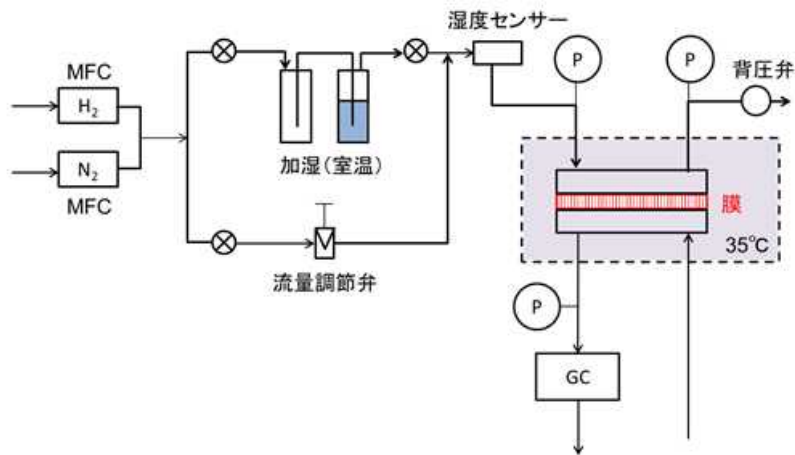 湿度センサー
MFC
H₂
N₂
MFC
加湿(室温)
流量調節弁
P
P
背圧弁
膜
35℃
P
GC